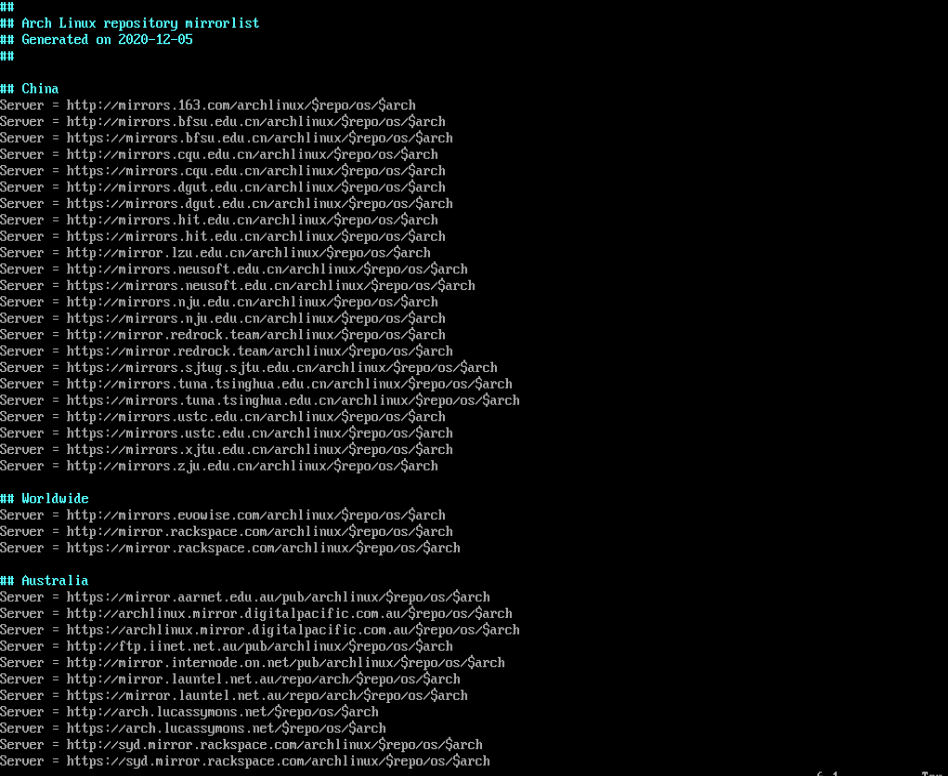 ##
## Arch Linux repository mirrorlist
## Generated on 2020-12-05
##
## China
Server = http://mirrors.163.com/archlinux/$repo/os/$arch
Server = http://mirrors.bfsu.edu.cn/archlinux/$repo/os/$arch
Server = https://mirrors.bfsu.edu.cn/archlinux/$repo/os/$arch
Server = http://mirrors.cqu.edu.cn/archlinux/$repo/os/$arch
Server = https://mirrors.cqu.edu.cn/archlinux/$repo/os/$arch
Server = http://mirrors.dgut.edu.cn/archlinux/$repo/os/$arch
Server = https://mirrors.dgut.edu.cn/archlinux/$repo/os/$arch
Server = http://mirrors.hit.edu.cn/archlinux/$repo/os/$arch
Server = https://mirrors.hit.edu.cn/archlinux/$repo/os/$arch
Server = http://mirror.lzu.edu.cn/archlinux/$repo/os/$arch
Server = http://mirrors.neusoft.edu.cn/archlinux/$repo/os/$arch
Server = https://mirrors.neusoft.edu.cn/archlinux/$repo/os/$arch
Server = http://mirrors.nju.edu.cn/archlinux/$repo/os/$arch
Server = https://mirrors.nju.edu.cn/archlinux/$repo/os/$arch
Server = http://mirror.redrock.team/archlinux/$repo/os/$arch
Server = https://mirror.redrock.team/archlinux/$repo/os/$arch
Server = https://mirrors.sjtug.sjtu.edu.cn/archlinux/$repo/os/$arch
Server = http://mirrors.tuna.tsinghua.edu.cn/archlinux/$repo/os/$arch
Server = https://mirrors.tuna.tsinghua.edu.cn/archlinux/$repo/os/$arch
Server = http://mirrors.ustc.edu.cn/archlinux/$repo/os/$arch
Server = https://mirrors.ustc.edu.cn/archlinux/$repo/os/$arch
Server = https://mirrors.xjtu.edu.cn/archlinux/$repo/os/$arch
Server = http://mirrors.zju.edu.cn/archlinux/$repo/os/$arch
## Worldwide
Server = http://mirrors.evowise.com/archlinux/$repo/os/$arch
Server = http://mirror.rackspace.com/archlinux/$repo/os/$arch
Server = https://mirror.rackspace.com/archlinux/$repo/os/$arch
## Australia
Server = https://mirror.aarnet.edu.au/pub/archlinux/$repo/os/$arch
Server = http://archlinux.mirror.digitalpacific.com.au/$repo/os/$arch
Server = https://archlinux.mirror.digitalpacific.com.au/$repo/os/$arch
Server = http://ftp.iinet.net.au/pub/archlinux/$repo/os/$arch
Server = http://mirror.internode.on.net/pub/archlinux/$repo/os/$arch
Server = http://mirror.launtel.net.au/repo/arch/$repo/os/$arch
Server = https://mirror.launtel.net.au/repo/arch/$repo/os/$arch
Server = http://arch.lucassymons.net/$repo/os/$arch
Server = https://arch.lucassymons.net/$repo/os/$arch
Server = http://syd.mirror.rackspace.com/archlinux/$repo/os/$arch
Server = https://syd.mirror.rackspace.com/archlinux/$repo/os/$arch